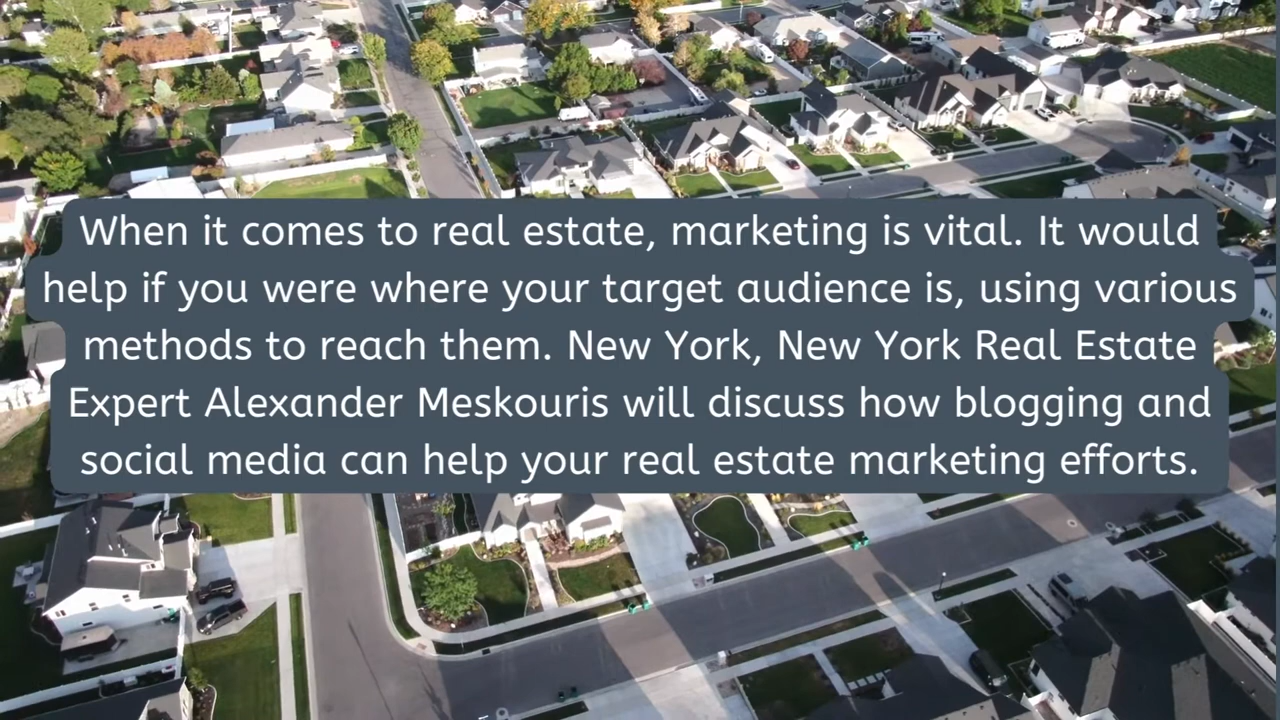 When it comes to real estate, marketing is vital. It would
help if you were where your target audience is, using various
methods to reach them. New York, New York Real Estate
Expert Alexander Meskouris will discuss how blogging and
social media can help your real estate marketing efforts.